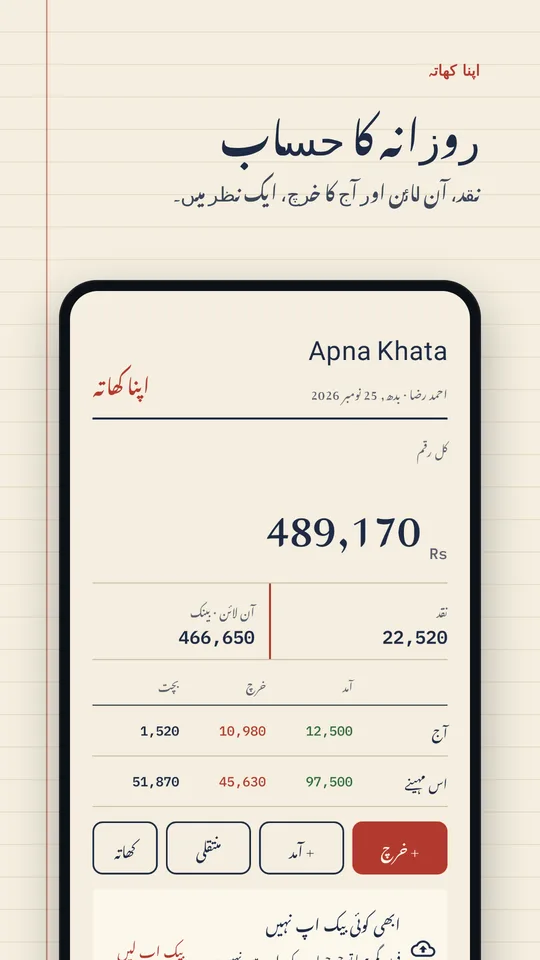 اپنا کھاتہ
روزانہ کا حساب
نقد، آن لائن اور آج کا خرچ، ایک نظر میں۔
Apna Khata
اپنا کھاتہ
احمد رضا · بدھ, 25 نومبر 2026
کل رقم
489,170 Rs
نقد
22,520
آن لائن · بینک
466,650
آمد خرچ بچت
آج 12,500 10,980 1,520
اس مہینے 97,500 45,630 51,870
+ خرچ
+ آمد
منتقلی
کھاتہ
ابھی کوئی بیک اپ نہیں
بیک اپ لیں